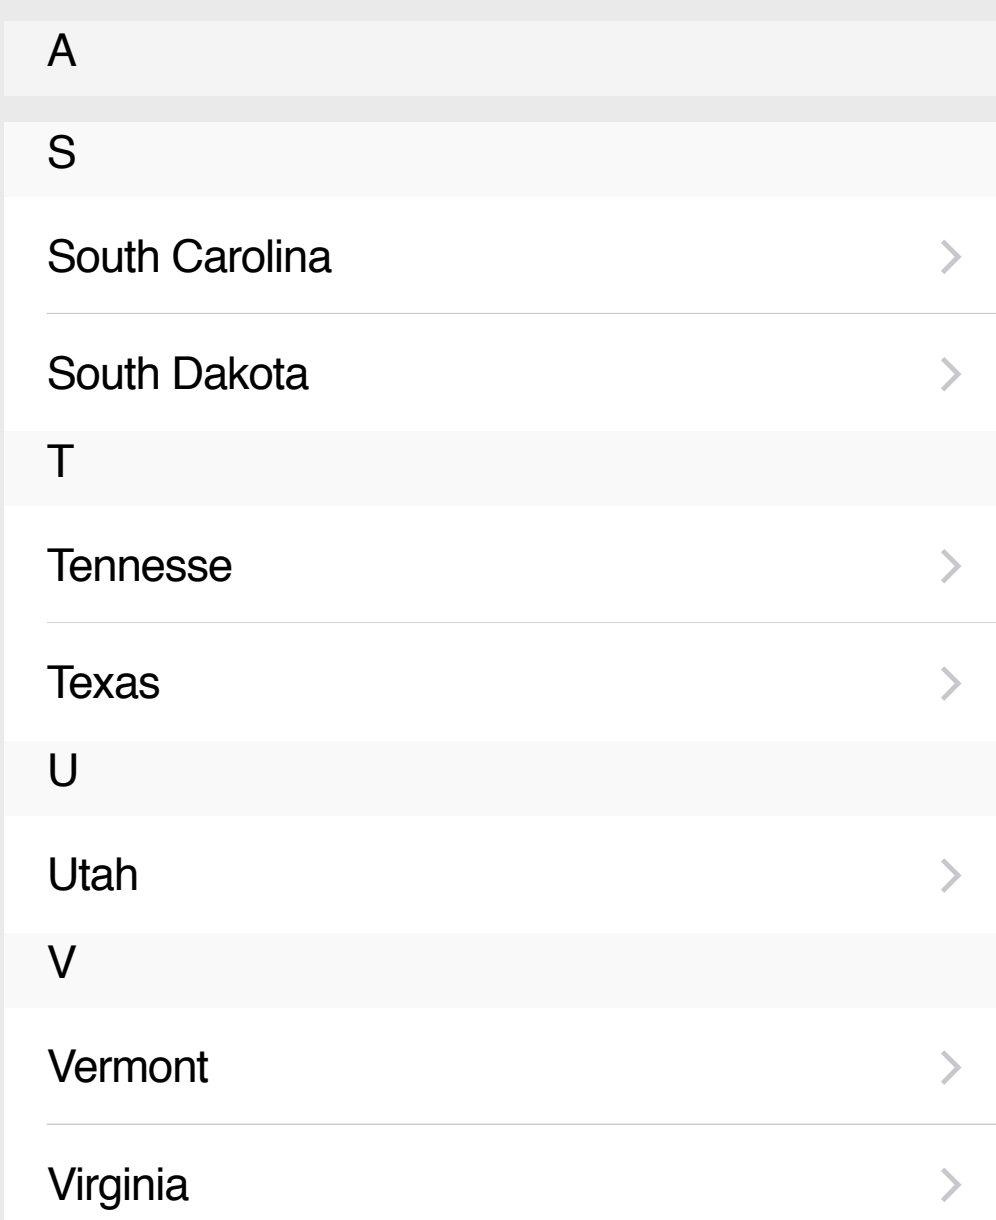 A
S
South Carolina
South Dakota
T
Tennesse
Texas
U
Utah
V
Vermont
Virginia